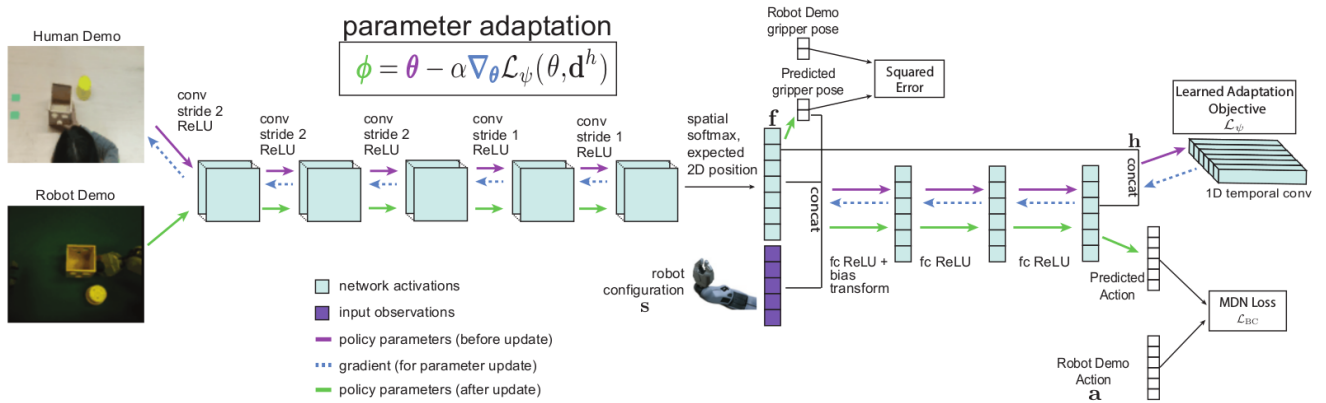 Human Demo
Robot Demo
parameter adaptation
ϕ = θ − α∇_θ ℒ_ψ(θ, d^h)
conv
stride 2
ReLU
conv
stride 2
ReLU
conv
stride 2
ReLU
conv
stride 1
ReLU
conv
stride 1
ReLU
spatial
softmax,
expected
2D position
f
Robot Demo
gripper pose
Predicted
gripper pose
Squared
Error
concat
robot
configuration
s
fc ReLU +
bias
transform
fc ReLU
fc ReLU
h
concat
Learned Adaptation
Objective
ℒ_ψ
1D temporal conv
Predicted
Action
MDN Loss
ℒ_BC
Robot Demo
Action
a
network activations
input observations
policy parameters (before update)
gradient (for parameter update)
policy parameters (after update)